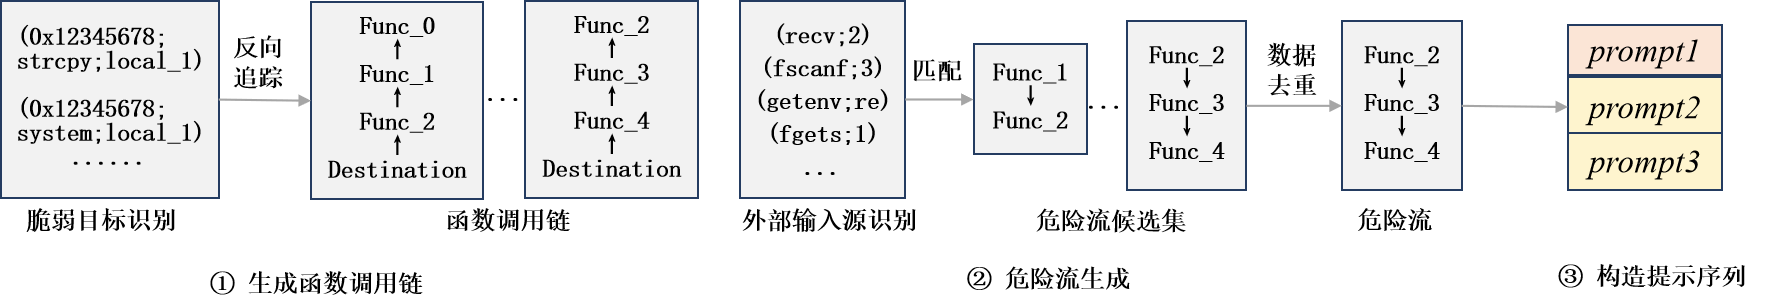 (0x12345678;
strcpy;local_1)
(0x12345678;
system;local_1)
······
脆弱目标识别
反向
追踪
Func_0
Func_1
Func_2
Destination
···
Func_2
Func_3
Func_4
Destination
函数调用链
① 生成函数调用链
(recv;2)
(fscanf;3)
(getenv;re)
(fgets;1)
...
外部输入源识别
匹配
Func_1
Func_2
···
Func_2
Func_3
Func_4
危险流候选集
数据
去重
Func_2
Func_3
Func_4
危险流
② 危险流生成
prompt1
prompt2
prompt3
③ 构造提示序列